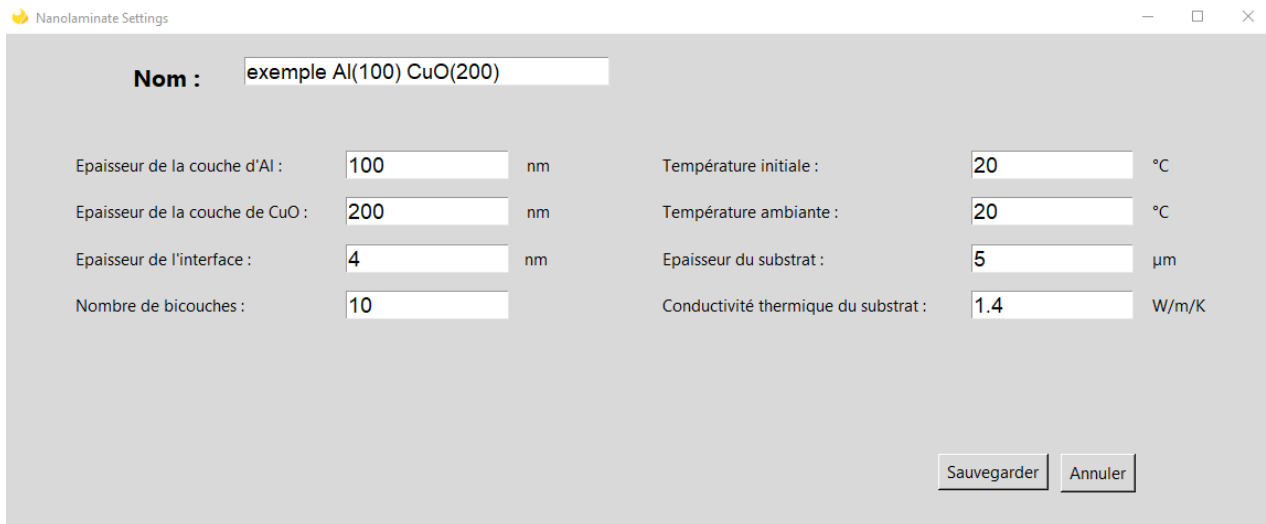 Nanolaminate Settings
Nom : exemple Al(100) CuO(200)
Epaisseur de la couche d'Al : 100 nm Température initiale : 20 °C
Epaisseur de la couche de CuO : 200 nm Température ambiante : 20 °C
Epaisseur de l'interface : 4 nm Epaisseur du substrat : 5 µm
Nombre de bicouches : 10 Conductivité thermique du substrat : 1.4 W/m/K
Sauvegarder Annuler